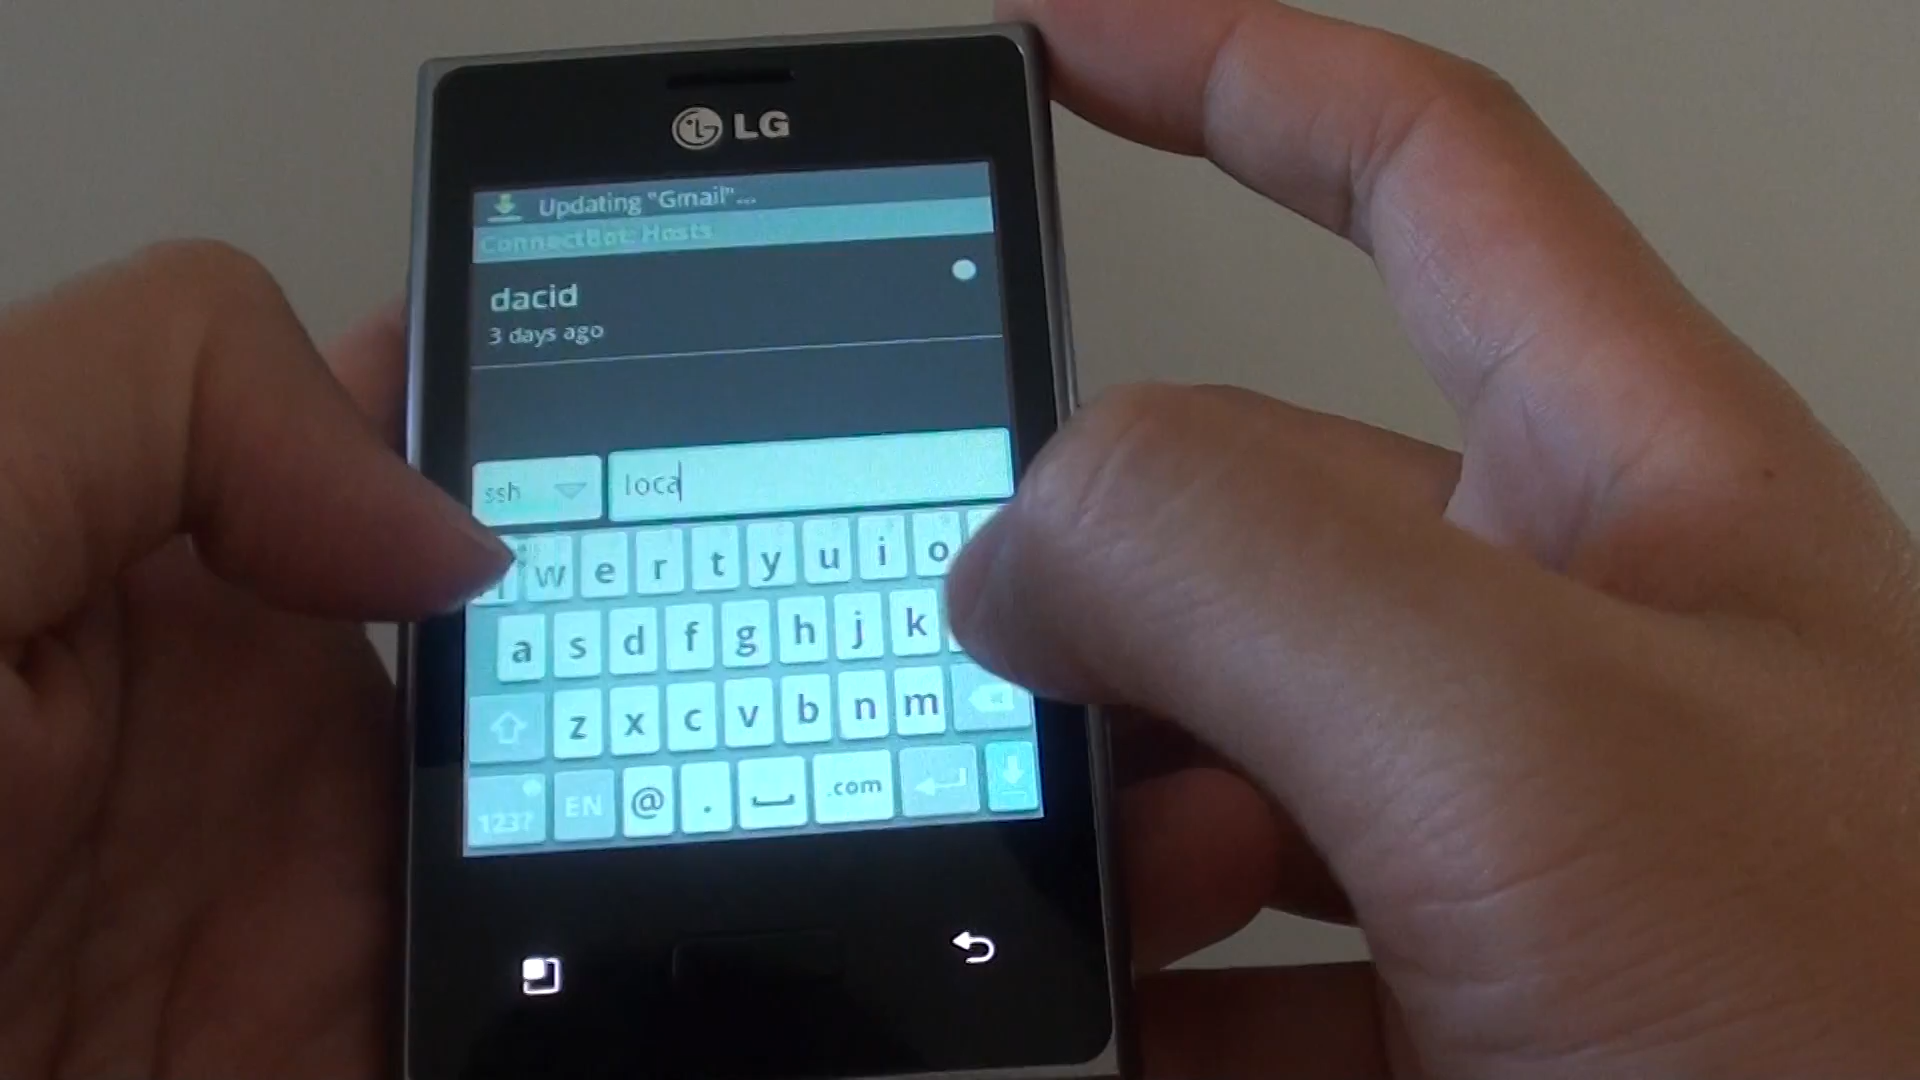 LG
Updating "Gmail"...
ConnectBot: Hosts
dacid
3 days ago
ssh loca
w e r t y u i o
a s d f g h j k
z x c v b n m
123? EN @ . .com